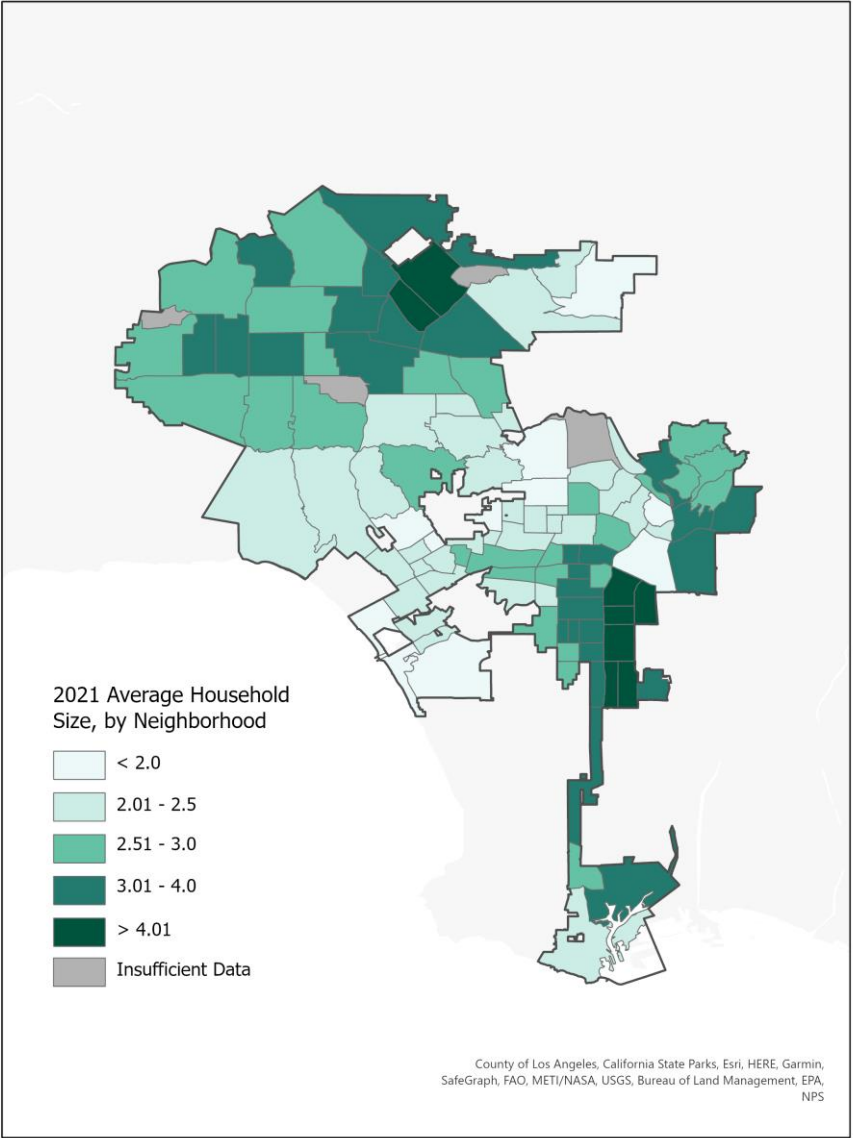 2021 Average Household
Size, by Neighborhood
< 2.0
2.01 - 2.5
2.51 - 3.0
3.01 - 4.0
> 4.01
Insufficient Data
County of Los Angeles, California State Parks, Esri, HERE, Garmin,
SafeGraph, FAO, METI/NASA, USGS, Bureau of Land Management, EPA,
NPS